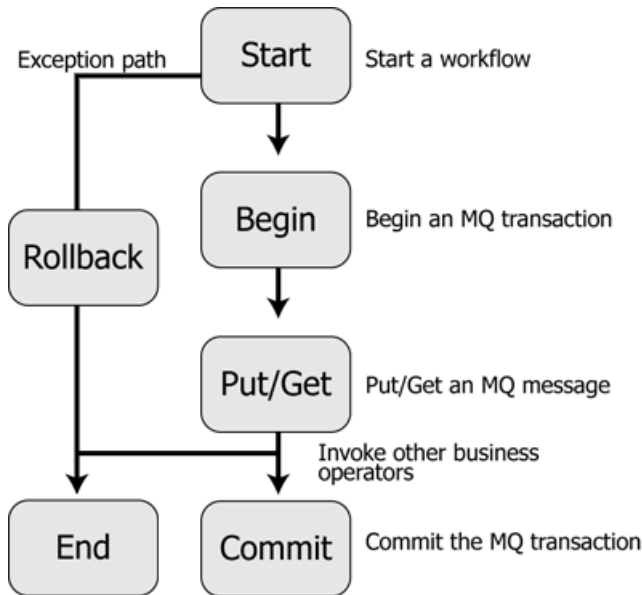 Start
Exception path
Start a workflow
Begin
Begin an MQ transaction
Rollback
Put/Get
Put/Get an MQ message
Invoke other business
operators
End
Commit
Commit the MQ transaction